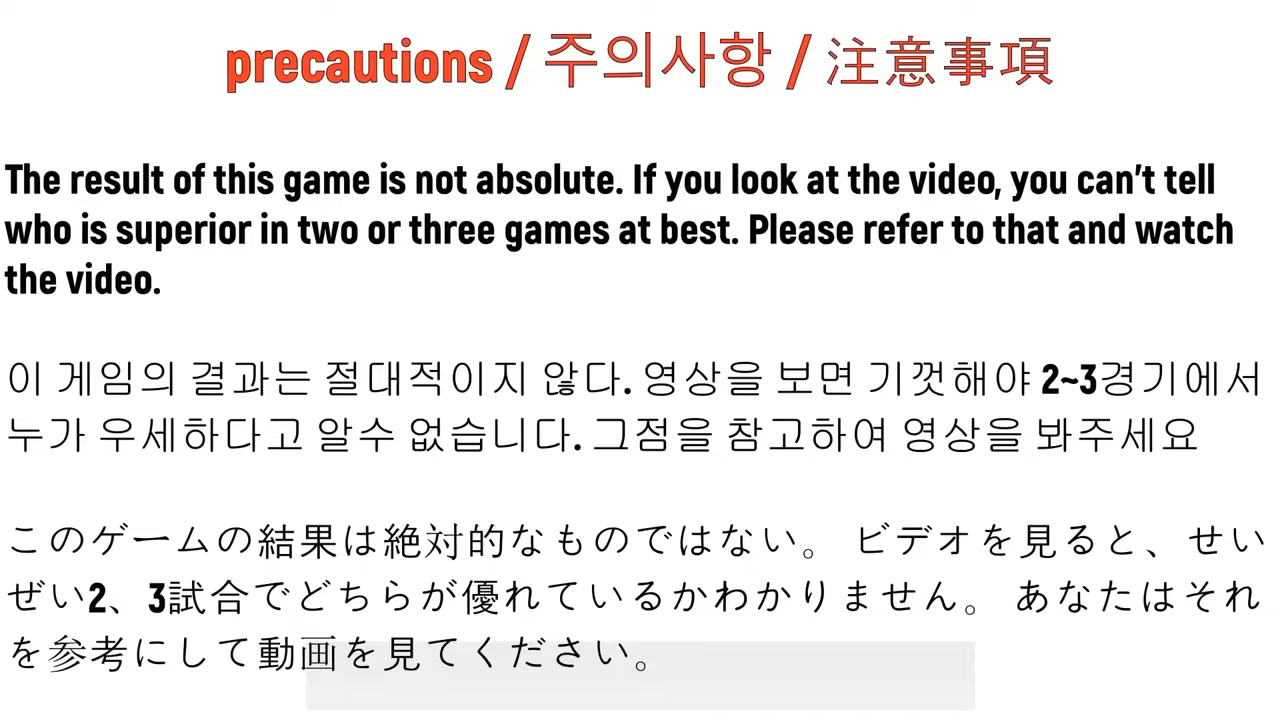 precautions / 주의사항 / 注意事項
The result of this game is not absolute. If you look at the video, you can't tell
who is superior in two or three games at best. Please refer to that and watch
the video.
이 게임의 결과는 절대적이지 않다. 영상을 보면 기껏해야 2~3경기에서
누가 우세하다고 알수 없습니다. 그점을 참고하여 영상을 봐주세요
このゲームの結果は絶対的なものではない。 ビデオを見ると、せい
ぜい2、3試合でどちらが優れているかわかりません。 あなたはそれ
を参考にして動画を見てください。